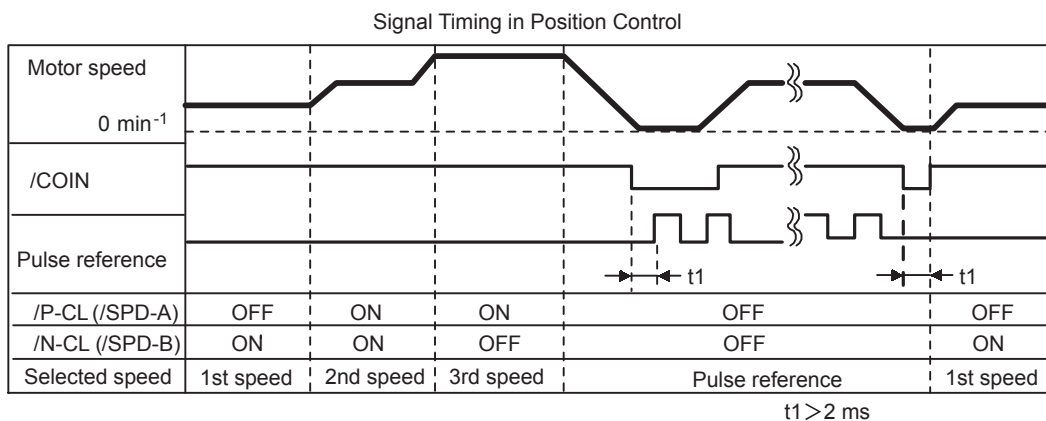 Signal Timing in Position Control
Motor speed
0 min-1
/COIN
Pulse reference
t1 t1
/P-CL (/SPD-A) OFF ON ON OFF OFF
/N-CL (/SPD-B) ON ON OFF OFF ON
Selected speed 1st speed 2nd speed 3rd speed Pulse reference 1st speed
t1>2 ms